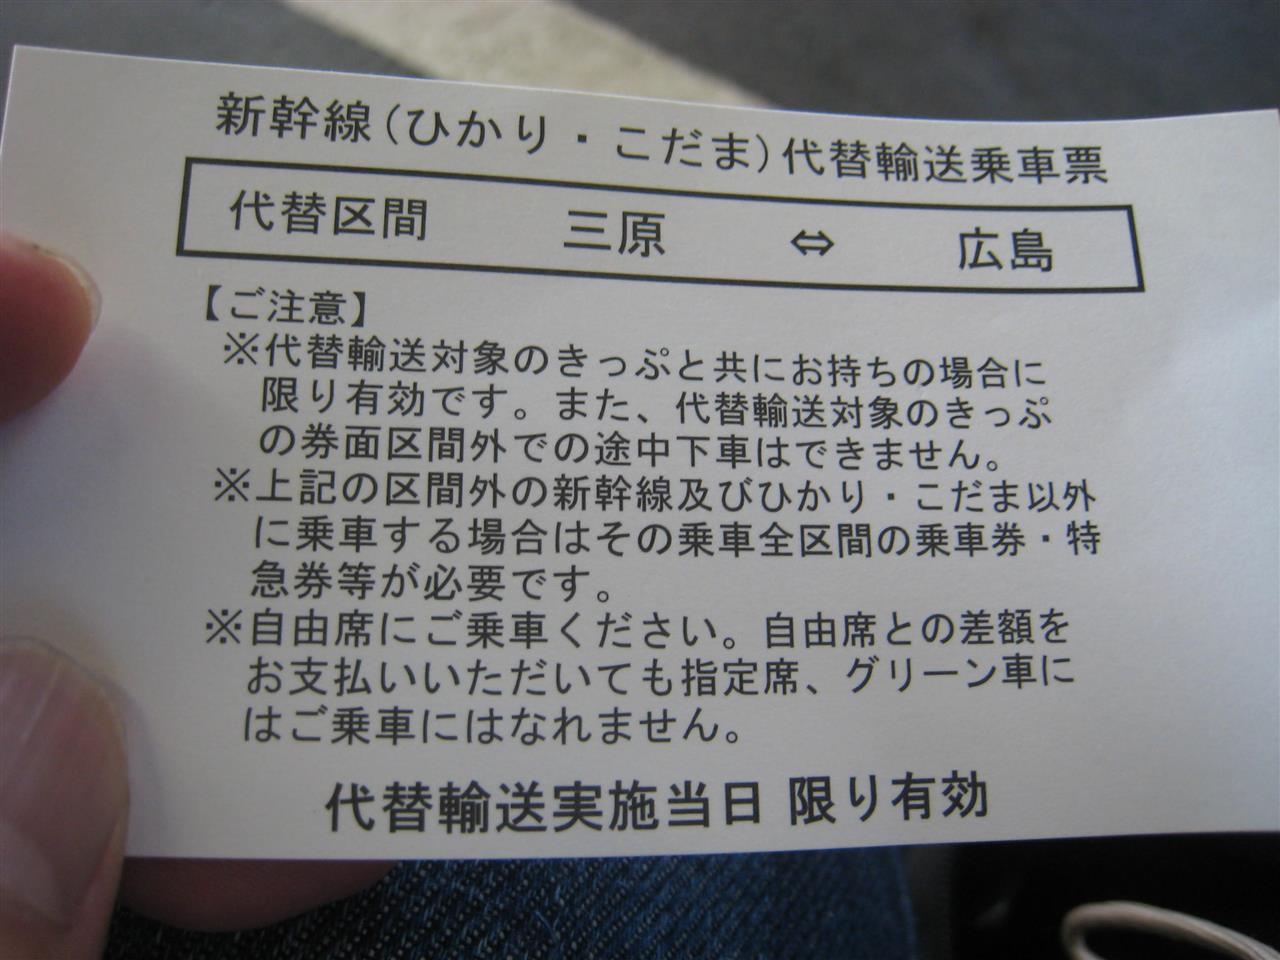 新幹線(ひかり・こだま)代替輸送乗車票
代替区間 三原 ⇔ 広島
【ご注意】
※代替輸送対象のきっぷと共にお持ちの場合に
限り有効です。また、代替輸送対象のきっぷ
の券面区間外での途中下車はできません。
※上記の区間外の新幹線及びひかり・こだま以外
に乗車する場合はその乗車全区間の乗車券・特
急券等が必要です。
※自由席にご乗車ください。自由席との差額を
お支払いいただいても指定席、グリーン車に
はご乗車にはなれません。
代替輸送実施当日 限り有効